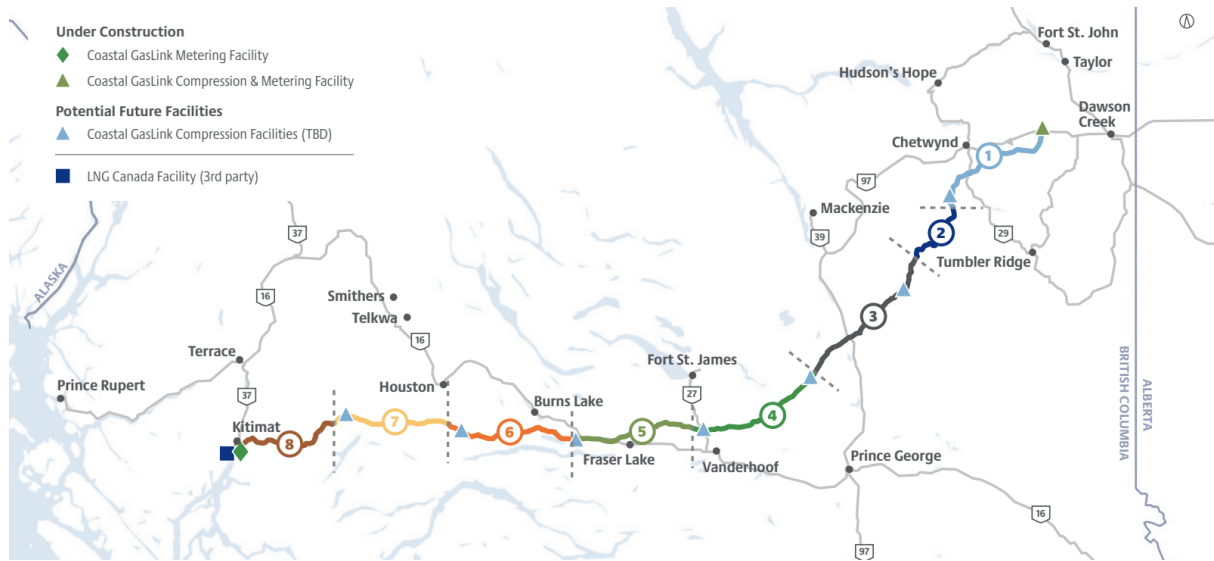 Under Construction
Coastal GasLink Metering Facility
Coastal GasLink Compression & Metering Facility
Potential Future Facilities
Coastal GasLink Compression Facilities (TBD)
LNG Canada Facility (3rd party)
Fort St. John
Taylor
Hudson's Hope
Dawson
Creek
Chetwynd
1
97
Mackenzie
2
29
39
Tumbler Ridge
37
ALASKA
16
Smithers
Telkwa
3
16
Terrace
Fort St. James
BRITISH COLUMBIA
ALBERTA
Prince Rupert
37
Houston
27
Burns Lake
4
Kitimat
7
6
5
8
Fraser Lake
Vanderhoof
Prince George
16
97